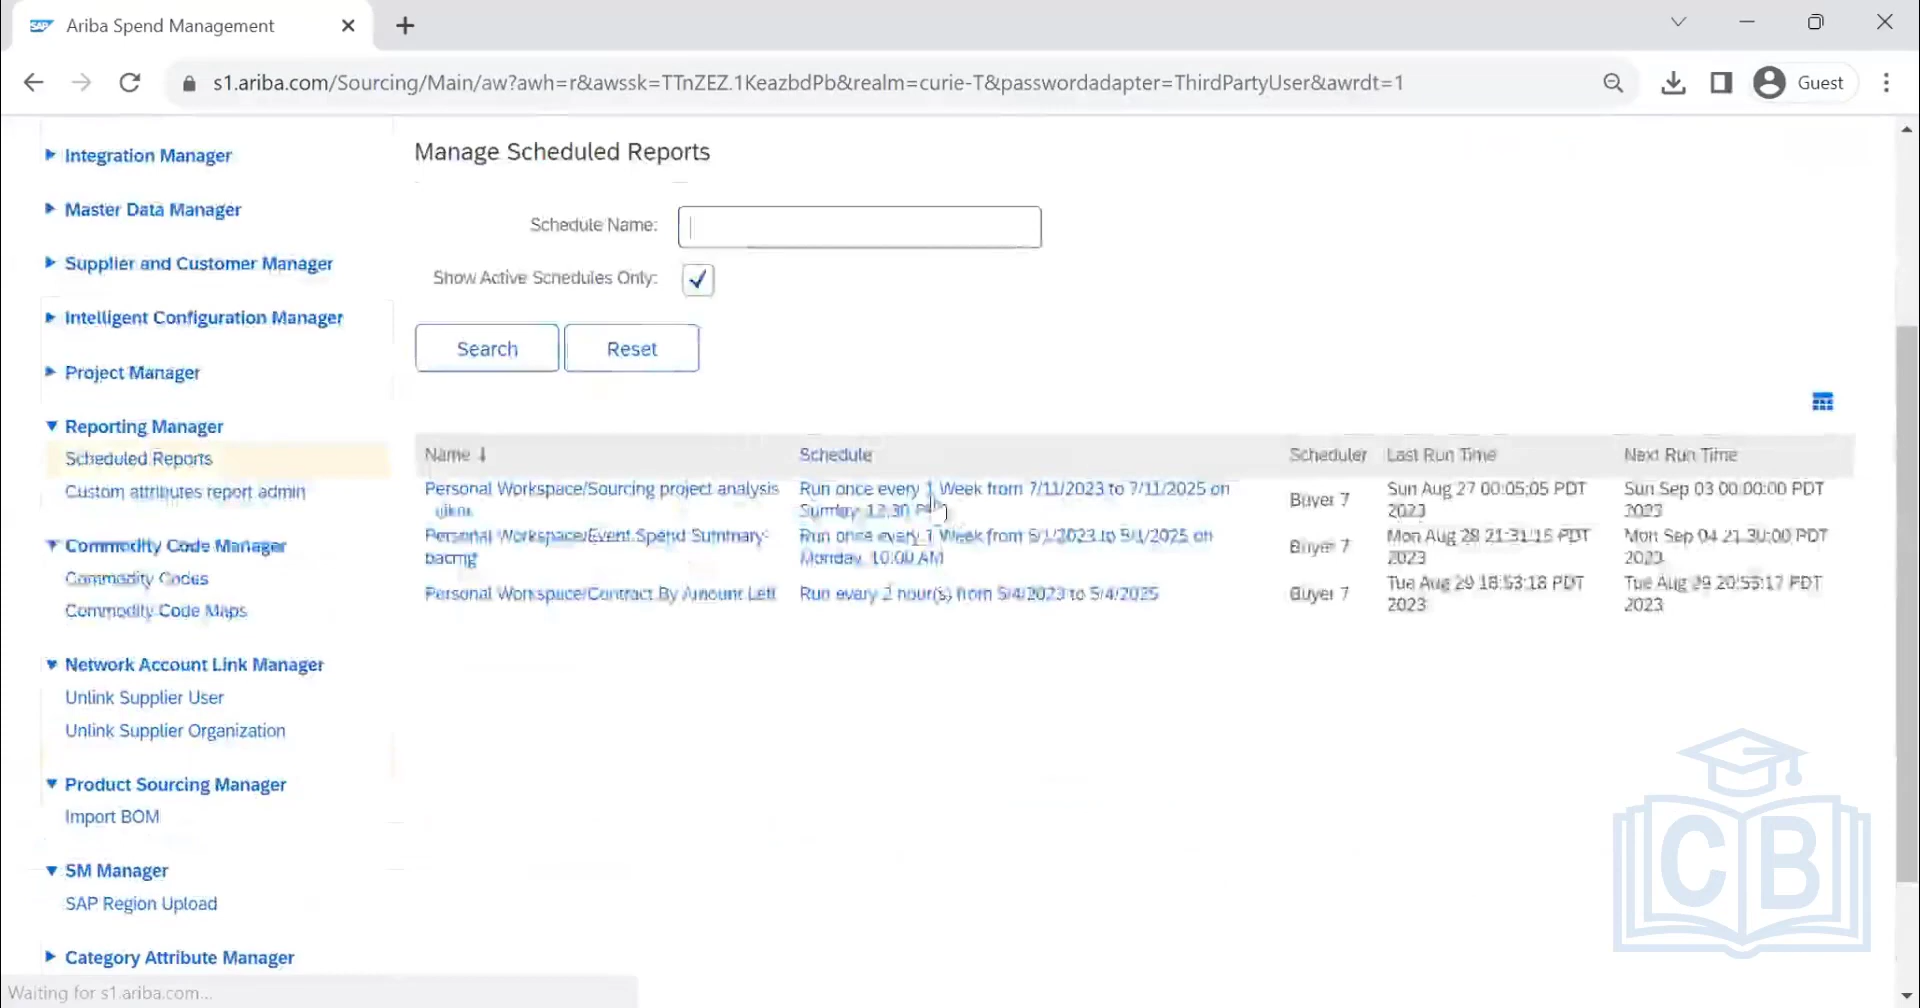 SAP Ariba Spend Management
s1.ariba.com/Sourcing/Main/aw?awh=r&awssk=TTnZEZ.1KeazbdPb&realm=curie-T&passwordadapter=ThirdPartyUser&awrdt=1
Guest
Integration Manager
Master Data Manager
Supplier and Customer Manager
Intelligent Configuration Manager
Project Manager
Reporting Manager
Scheduled Reports
Custom attributes report admin
Commodity Code Manager
Commodity Codes
Commodity Code Maps
Network Account Link Manager
Unlink Supplier User
Unlink Supplier Organization
Product Sourcing Manager
Import BOM
SM Manager
SAP Region Upload
Category Attribute Manager
Manage Scheduled Reports
Schedule Name:
Show Active Schedules Only:
Search Reset
Name ↓ Schedule Scheduler Last Run Time Next Run Time
Personal Workspace/Sourcing project analysis Run once every 1 Week from 7/11/2023 to 7/11/2025 on Buyer 7 Sun Aug 27 00:05:05 PDT Sun Sep 03 00:00:00 PDT
Sunday, 12:30 2023 2023
Personal Workspace/Event Spend Summary- Run once every 1 Week from 5/1/2023 to 5/1/2025 on Buyer 7 Mon Aug 28 21:31:15 PDT Mon Sep 04 21:30:00 PDT
Monday, 10:00 AM 2023 2023
Personal Workspace/Contract By Amount Left Run every 2 hour(s) from 5/4/2023 to 5/4/2025 Buyer 7 Tue Aug 29 18:53:18 PDT Tue Aug 29 20:53:17 PDT
2023 2023
CB
Waiting for s1.ariba.com...